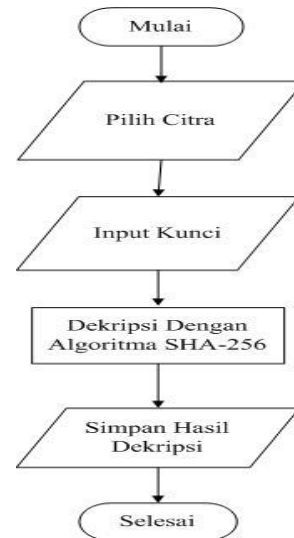 Mulai
Pilih Citra
Input Kunci
Dekripsi Dengan
Algoritma SHA-256
Simpan Hasil
Dekripsi
Selesai